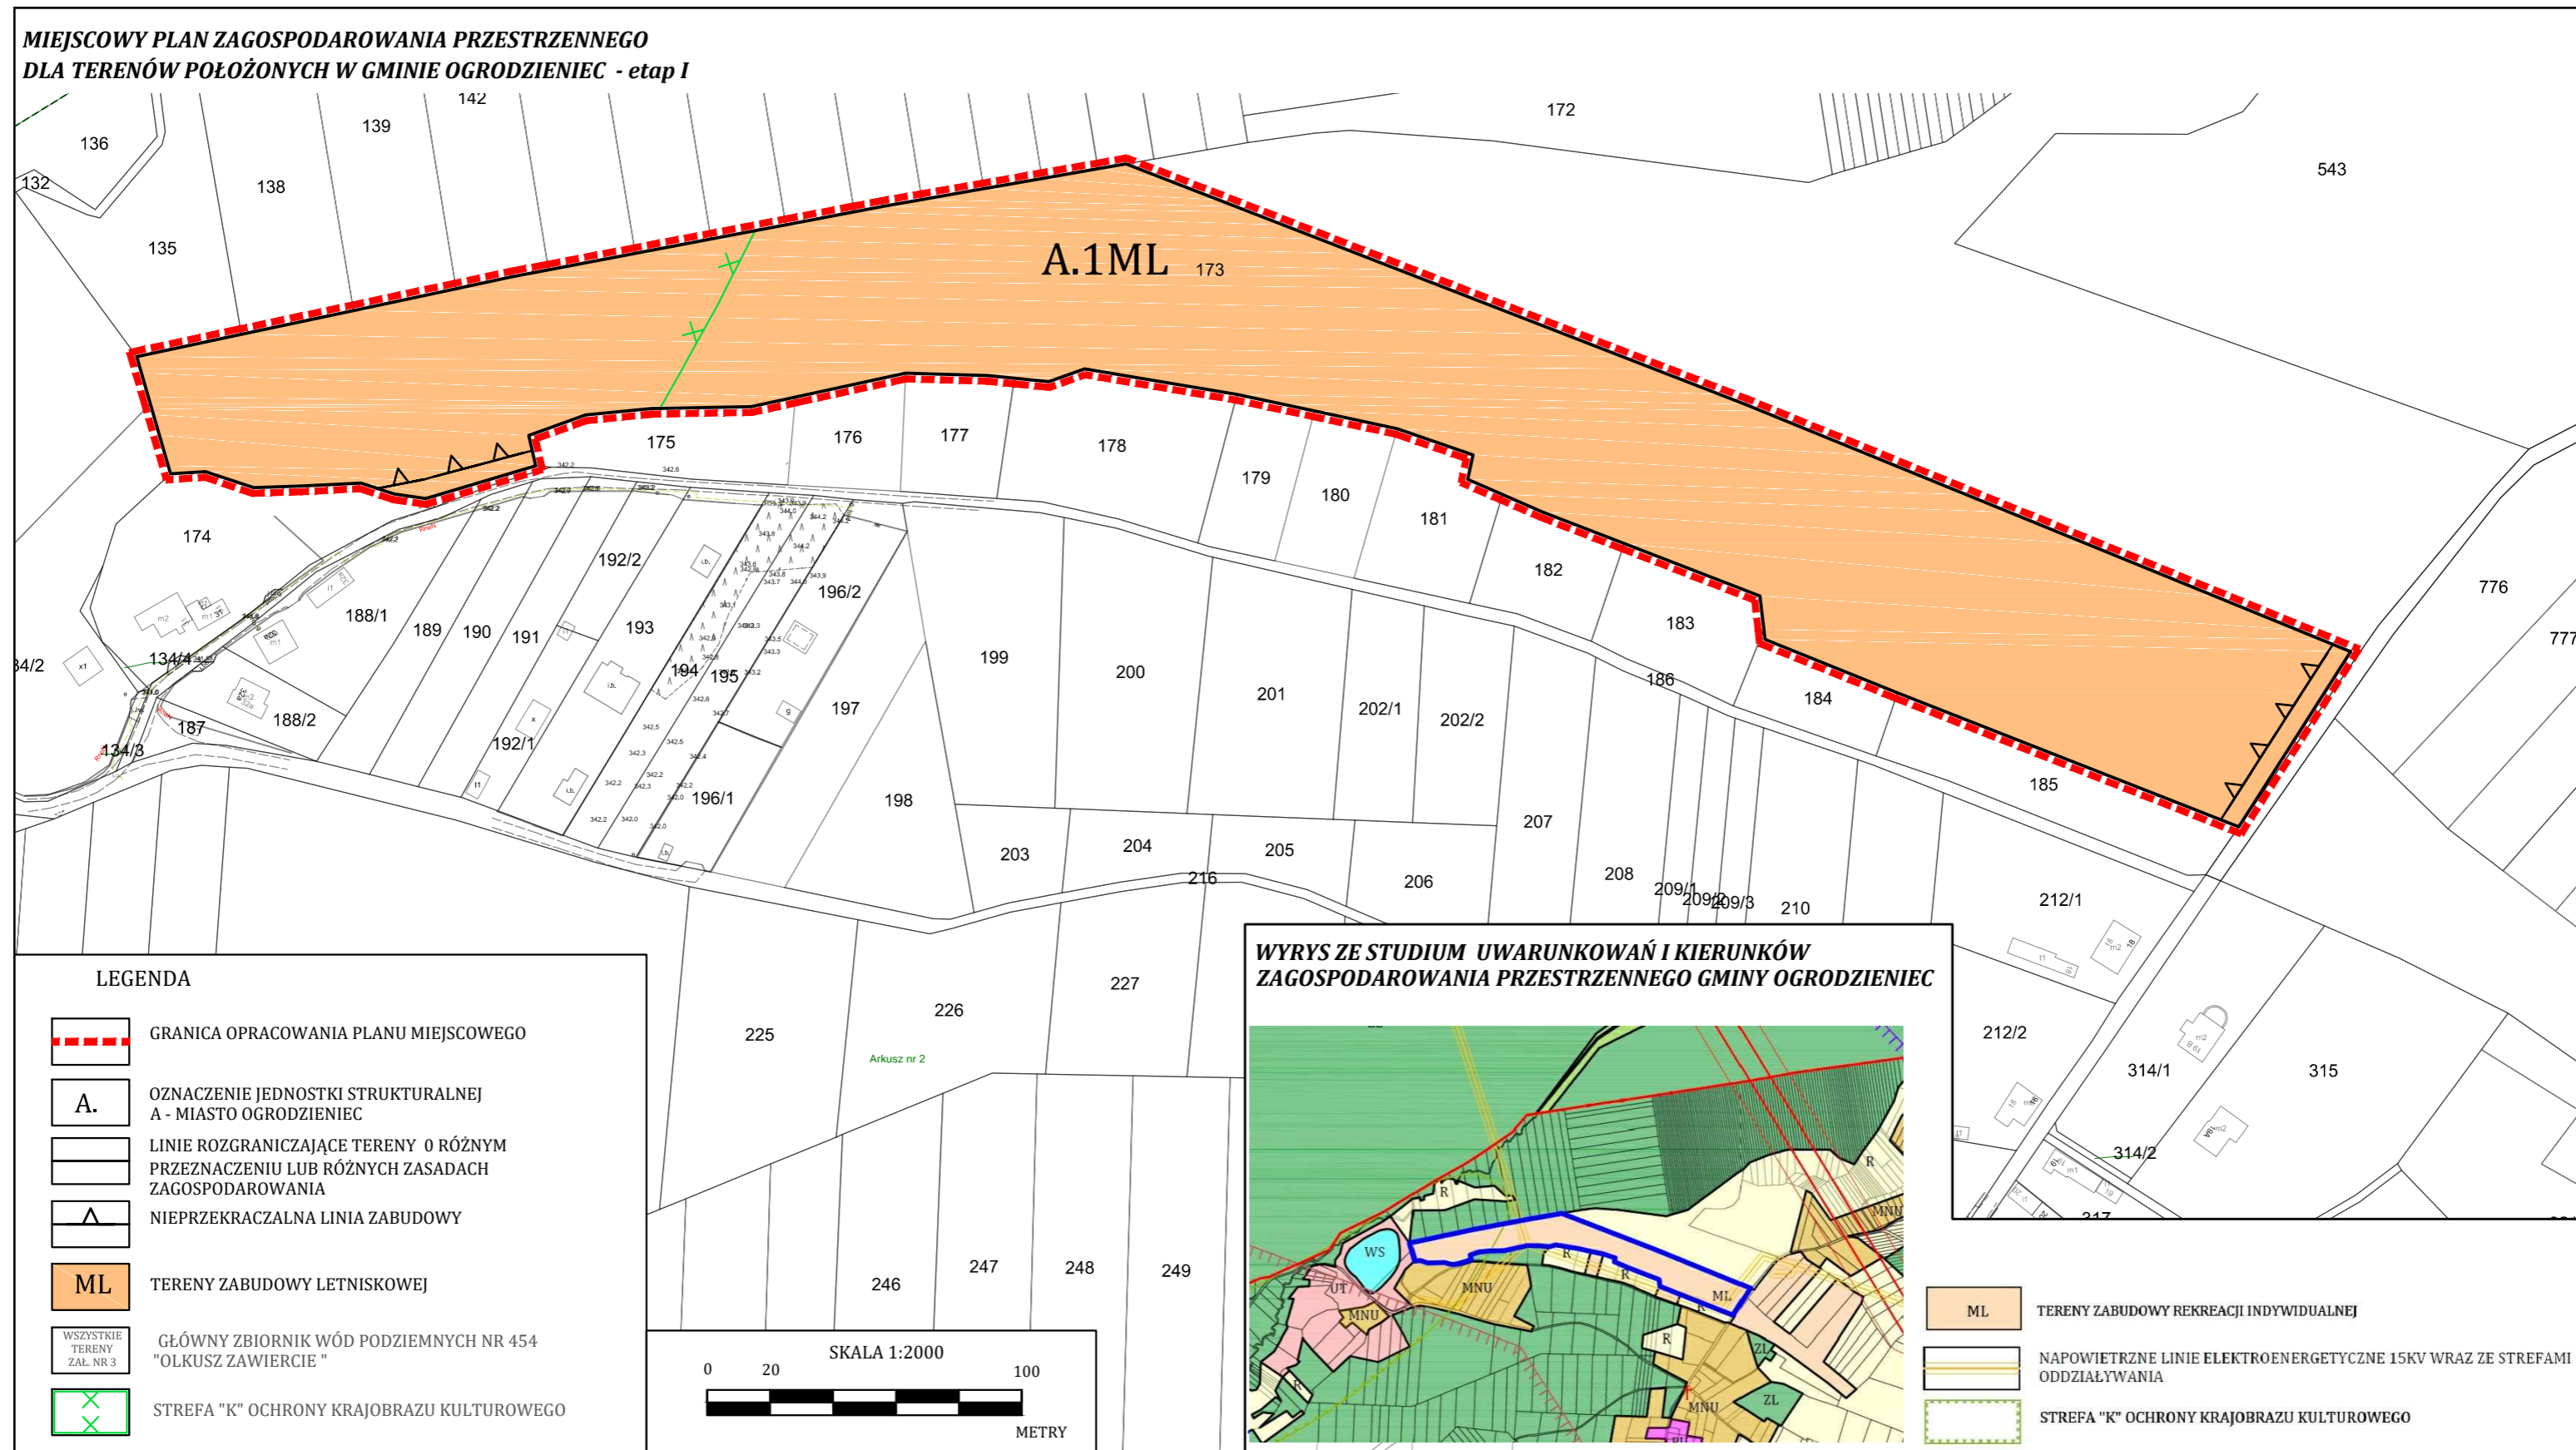 MIEJSCOWY PLAN ZAGOSPODAROWANIA PRZESTRZENNEGO
DLA TERENÓW POŁOŻONYCH W GMINIE OGRODZIENIEC - etap I
142
139
136
138
132
135
172
543
A.1ML 173
175
176
177
178
179
180
181
182
183
184
185
186
174
776
777
342.2
342.6
192/2
188/1
189
190
191
193
194
195
196/2
197
198
199
200
201
202/1
202/2
134/4
187
188/2
134/3
192/1
196/1
203
204
205
206
207
208
209/1
209/3
210
216
212/1
212/2
225
226
227
Arkusz nr 2
246
247
248
249
314/1
315
314/2
LEGENDA
GRANICA OPRACOWANIA PLANU MIEJSCOWEGO
A.
OZNACZENIE JEDNOSTKI STRUKTURALNEJ
A - MIASTO OGRODZIENIEC
LINIE ROZGRANICZAJĄCE TERENY 0 RÓŻNYM
PRZEZNACZENIU LUB RÓŻNYCH ZASADACH
ZAGOSPODAROWANIA
NIEPRZEKRACZALNA LINIA ZABUDOWY
ML
TERENY ZABUDOWY LETNISKOWEJ
WSZYSTKIE
TERENY
ZAŁ. NR 3
GŁÓWNY ZBIORNIK WÓD PODZIEMNYCH NR 454
"OLKUSZ ZAWIERCIE "
STREFA "K" OCHRONY KRAJOBRAZU KULTUROWEGO
SKALA 1:2000
0 20 100
METRY
WYRYS ZE STUDIUM UWARUNKOWAŃ I KIERUNKÓW
ZAGOSPODAROWANIA PRZESTRZENNEGO GMINY OGRODZIENIEC
R
R
MNU
WS
R
R
UT
MNU
ML
MNU
R
ZL
R
MNU
ZL
ML
TERENY ZABUDOWY REKREACJI INDYWIDUALNEJ
NAPOWIETRZNE LINIE ELEKTROENERGETYCZNE 15KV WRAZ ZE STREFAMI
ODDZIAŁYWANIA
STREFA "K" OCHRONY KRAJOBRAZU KULTUROWEGO